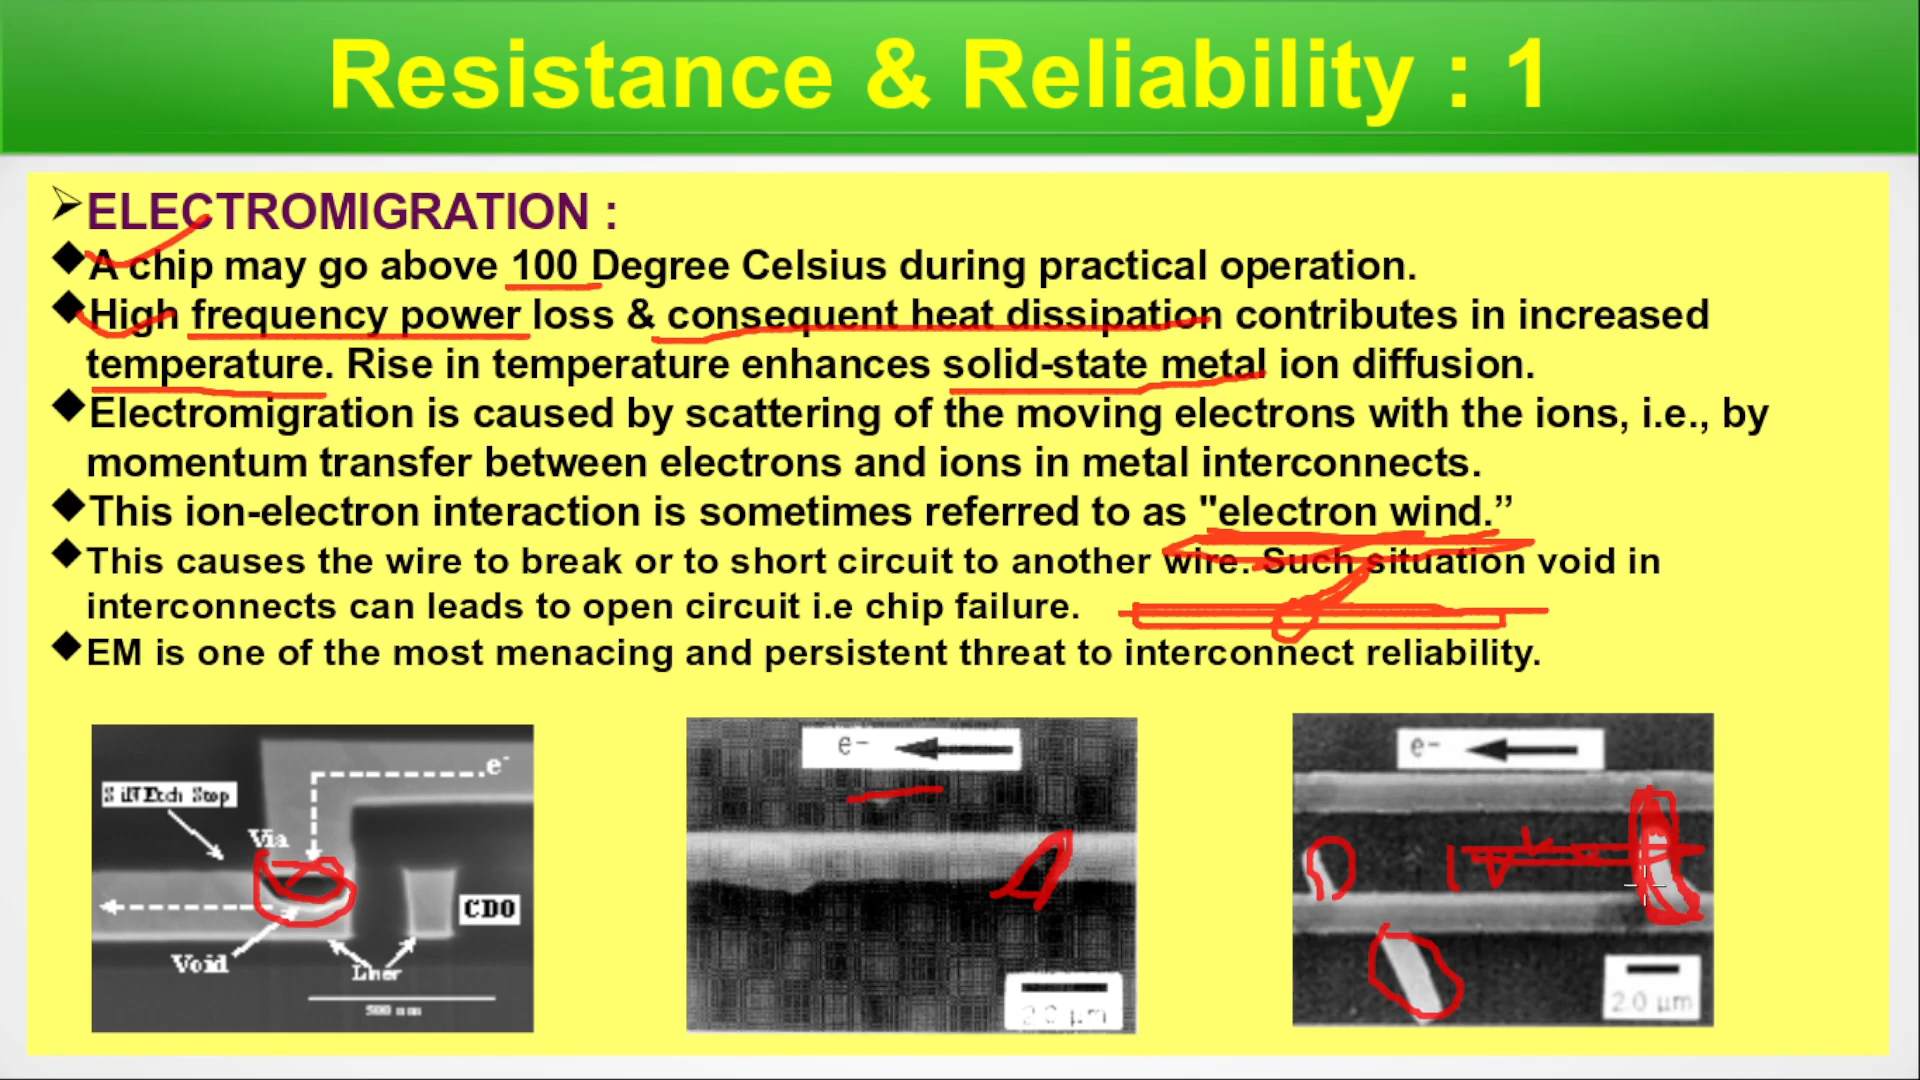 Resistance & Reliability : 1
ELECTROMIGRATION :
A chip may go above 100 Degree Celsius during practical operation.
High frequency power loss & consequent heat dissipation contributes in increased
temperature. Rise in temperature enhances solid-state metal ion diffusion.
Electromigration is caused by scattering of the moving electrons with the ions, i.e., by
momentum transfer between electrons and ions in metal interconnects.
This ion-electron interaction is sometimes referred to as "electron wind.”
This causes the wire to break or to short circuit to another wire. Such situation void in
interconnects can leads to open circuit i.e chip failure.
EM is one of the most menacing and persistent threat to interconnect reliability.
e-
SiN Etch Stop
Via
CDO
Void
Liner
500 nm
e-
2.0 µm
e-
2.0 µm